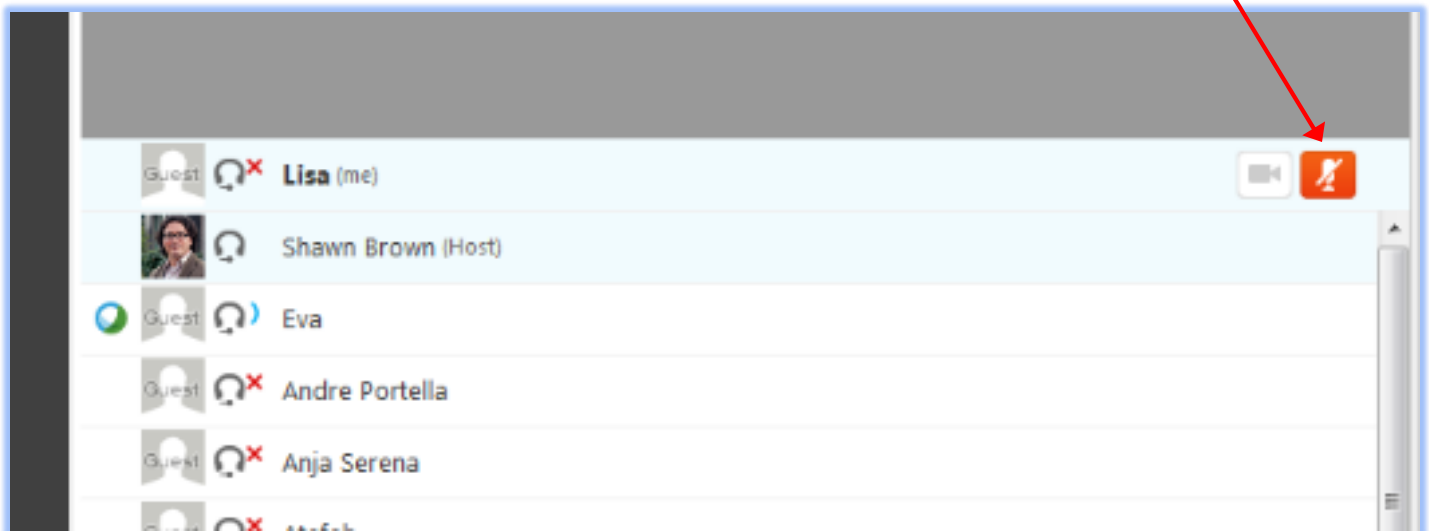 Guest Lisa (me)
Shawn Brown (Host)
Guest Eva
Guest Andre Portella
Guest Anja Serena